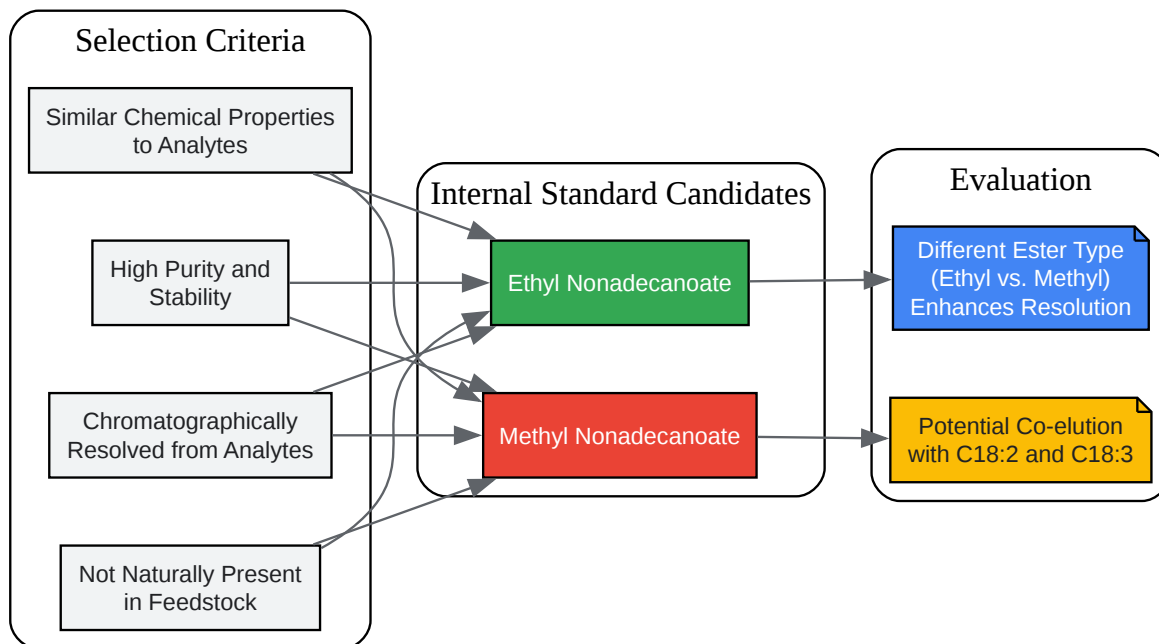 Selection Criteria
Similar Chemical Properties
to Analytes
High Purity and
Stability
Chromatographically
Resolved from Analytes
Not Naturally Present
in Feedstock
Internal Standard Candidates
Ethyl Nonadecanoate
Methyl Nonadecanoate
Evaluation
Different Ester Type
(Ethyl vs. Methyl)
Enhances Resolution
Potential Co-elution
with C18:2 and C18:3